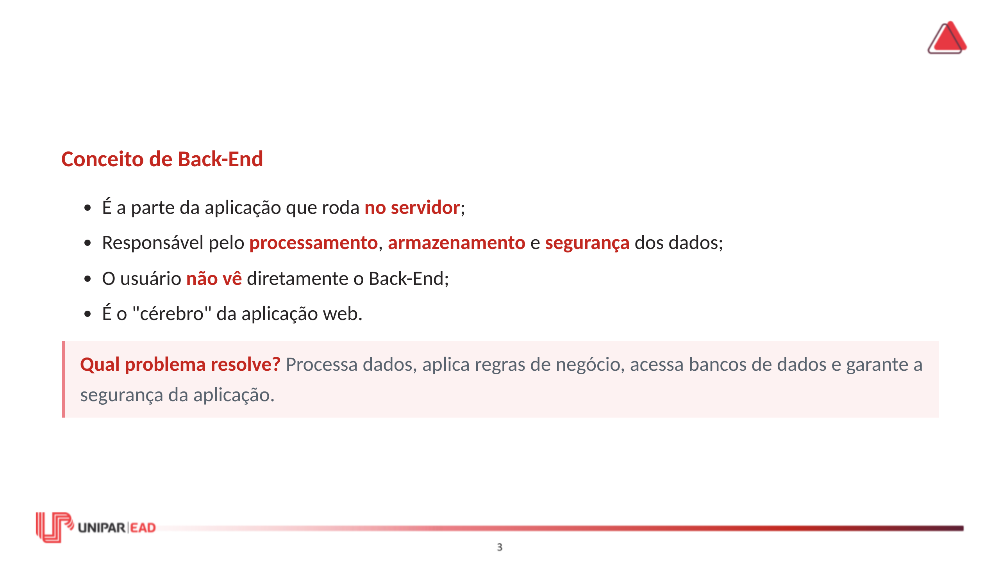 Conceito de Back-End
• É a parte da aplicação que roda no servidor;
• Responsável pelo processamento, armazenamento e segurança dos dados;
• O usuário não vê diretamente o Back-End;
• É o "cérebro" da aplicação web.
Qual problema resolve? Processa dados, aplica regras de negócio, acessa bancos de dados e garante a
segurança da aplicação.
UNIPAR|EAD
3